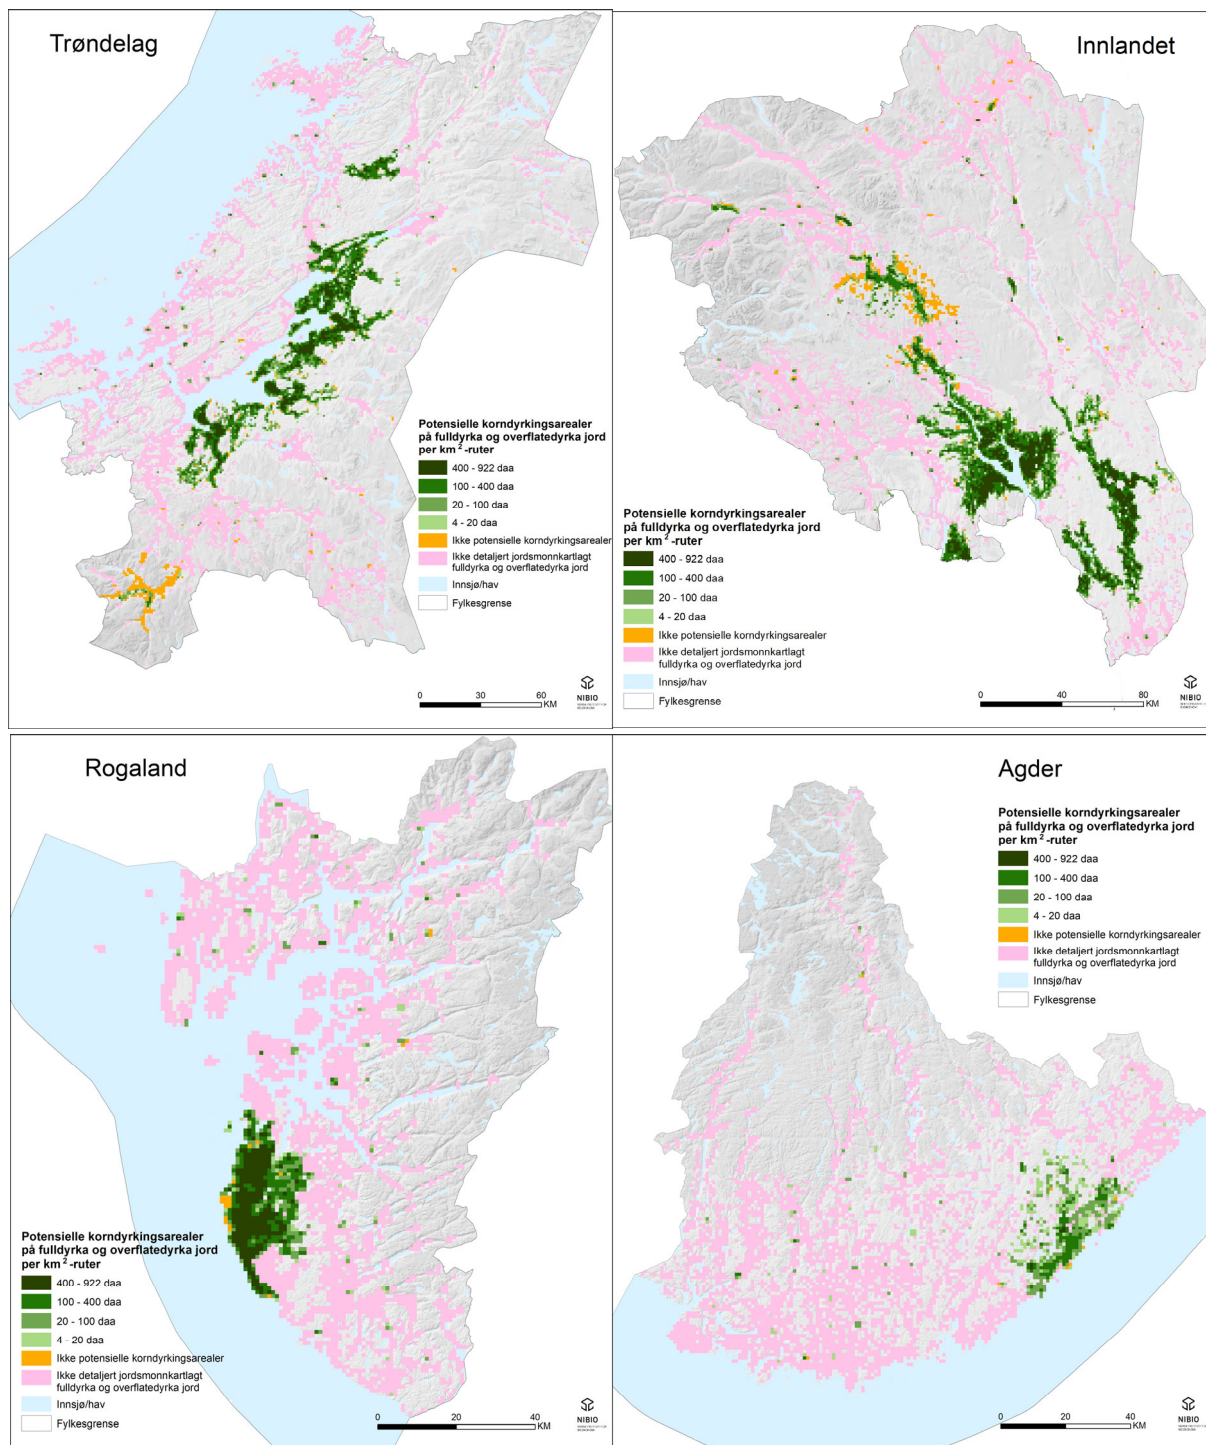 Trøndelag
Potensielle korndyrkingsarealer
på fulldyrka og overflatedyrka jord
per km²-ruter
400 - 922 daa
100 - 400 daa
20 - 100 daa
4 - 20 daa
Ikke potensielle korndyrkingsarealer
Ikke detaljert jordsmonnkartlagt
fulldyrka og overflatedyrka jord
Innsjø/hav
Fylkesgrense
0 30 60
KM
NIBIO
Innlandet
Potensielle korndyrkingsarealer
på fulldyrka og overflatedyrka jord
per km²-ruter
400 - 922 daa
100 - 400 daa
20 - 100 daa
4 - 20 daa
Ikke potensielle korndyrkingsarealer
Ikke detaljert jordsmonnkartlagt
fulldyrka og overflatedyrka jord
Innsjø/hav
Fylkesgrense
0 40 80
KM
NIBIO
Rogaland
Potensielle korndyrkingsarealer
på fulldyrka og overflatedyrka jord
per km²-ruter
400 - 922 daa
100 - 400 daa
20 - 100 daa
4 - 20 daa
Ikke potensielle korndyrkingsarealer
Ikke detaljert jordsmonnkartlagt
fulldyrka og overflatedyrka jord
Innsjø/hav
Fylkesgrense
0 20 40
KM
NIBIO
Agder
Potensielle korndyrkingsarealer
på fulldyrka og overflatedyrka jord
per km²-ruter
400 - 922 daa
100 - 400 daa
20 - 100 daa
4 - 20 daa
Ikke potensielle korndyrkingsarealer
Ikke detaljert jordsmonnkartlagt
fulldyrka og overflatedyrka jord
Innsjø/hav
Fylkesgrense
0 20 40
KM
NIBIO